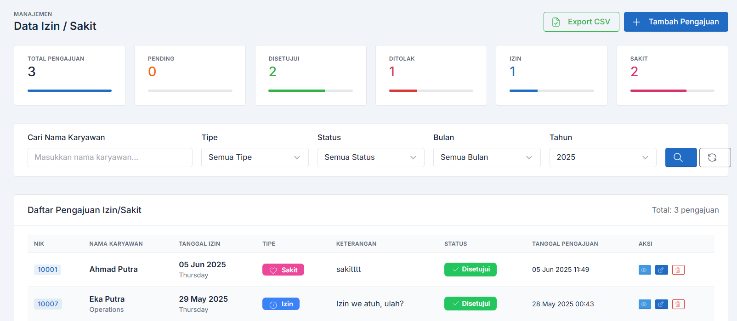 MANAJEMEN
Data Izin / Sakit
Export CSV
Tambah Pengajuan
TOTAL PENGAJUAN PENDING DISETUJUI DITOLAK IZIN SAKIT
3 0 2 1 1 2
Cari Nama Karyawan Tipe Status Bulan Tahun
Masukkan nama karyawan... Semua Tipe Semua Status Semua Bulan 2025
Daftar Pengajuan Izin/Sakit Total: 3 pengajuan
NIK NAMA KARYAWAN TANGGAL IZIN TIPE KETERANGAN STATUS TANGGAL PENGAJUAN AKSI
10001 Ahmad Putra 05 Jun 2025 Sakit sakitttt Disetujui 05 Jun 2025 11:49
Thursday
10007 Eka Putra 29 May 2025 Izin Izin we atuh, ulah? Disetujui 28 May 2025 00:43
Operations Thursday